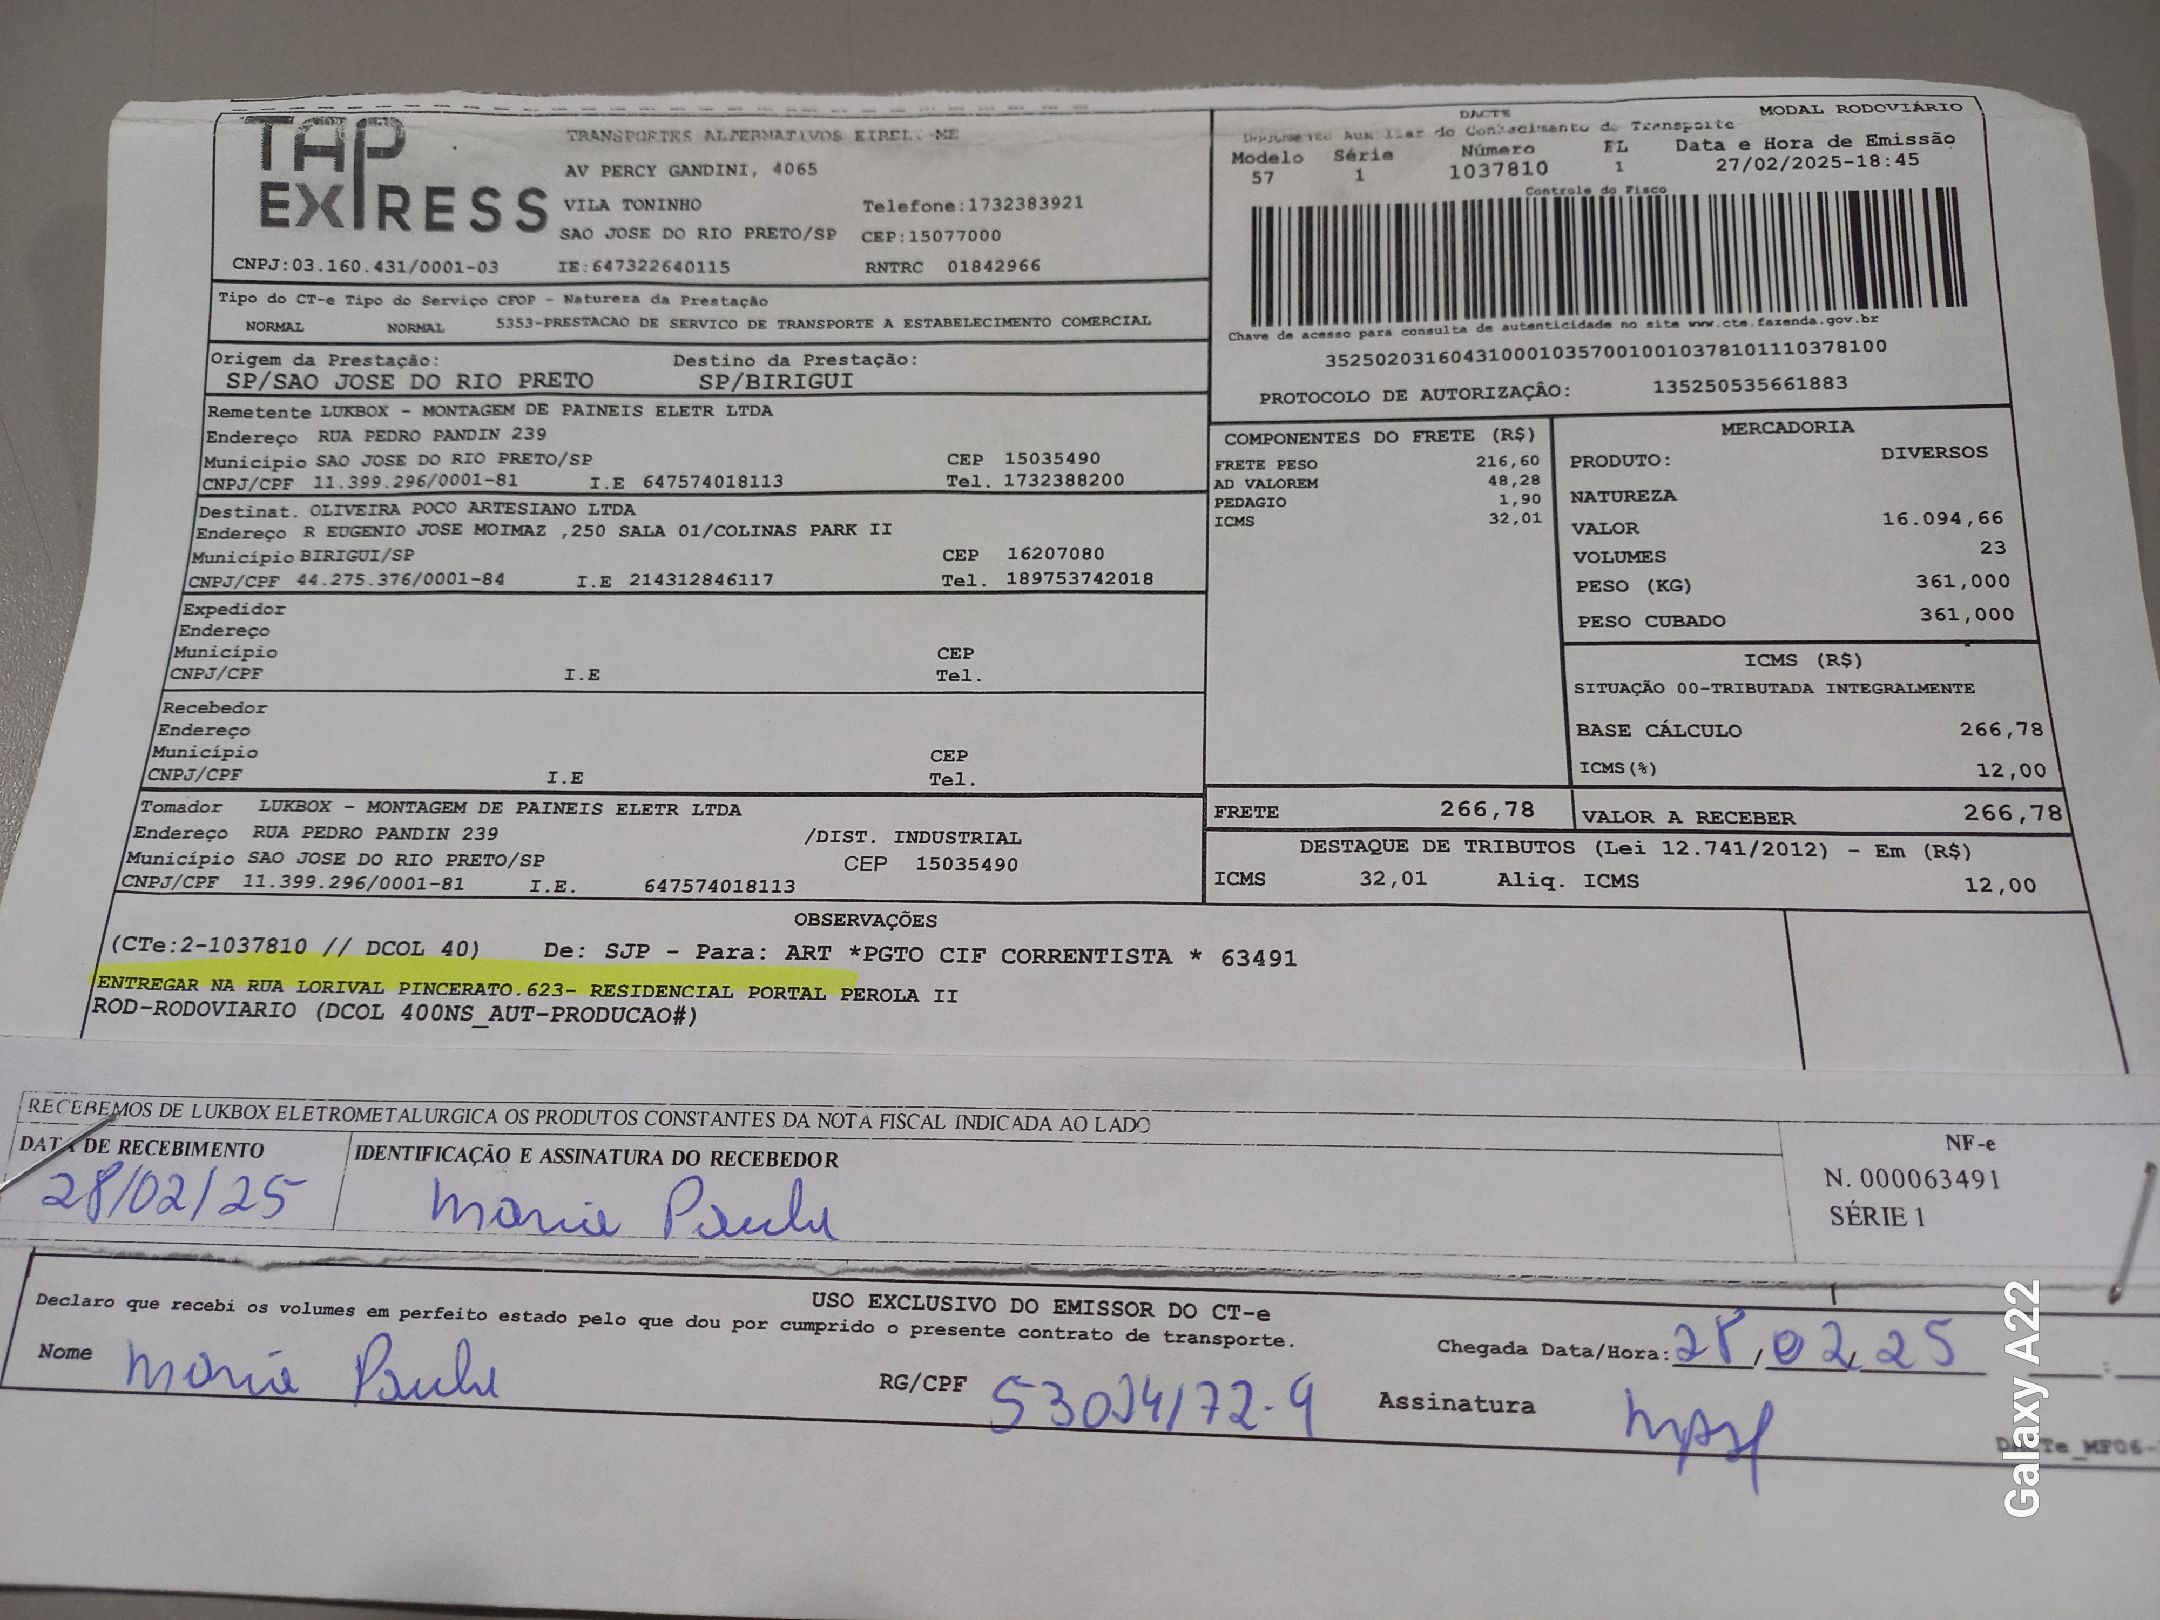 TAP EXPRESS
TRANSPORTES ALTERNATIVOS EIRELI-ME
AV PERCY GANDINI, 4065
VILA TONINHO Telefone:1732383921
SAO JOSE DO RIO PRETO/SP CEP:15077000
CNPJ:03.160.431/0001-03 IE:647322640115 RNTRC 01842966
DACTE MODAL RODOVIÁRIO
Documento Auxiliar do Conhecimento de Transporte
Modelo Série Número FL Data e Hora de Emissão
57 1 1037810 1 27/02/2025-18:45
Controle do Fisco
Chave de acesso para consulta de autenticidade no site www.cte.fazenda.gov.br
35250203160431000103570010010378101110378100
PROTOCOLO DE AUTORIZAÇÃO: 135250535661883
Tipo do CT-e Tipo do Serviço CFOP - Natureza da Prestação
NORMAL NORMAL 5353-PRESTACAO DE SERVICO DE TRANSPORTE A ESTABELECIMENTO COMERCIAL
Origem da Prestação: Destino da Prestação:
SP/SAO JOSE DO RIO PRETO SP/BIRIGUI
Remetente LUKBOX - MONTAGEM DE PAINEIS ELETR LTDA
Endereço RUA PEDRO PANDIN 239
Município SAO JOSE DO RIO PRETO/SP CEP 15035490
CNPJ/CPF 11.399.296/0001-81 I.E 647574018113 Tel. 1732388200
Destinat. OLIVEIRA POCO ARTESIANO LTDA
Endereço R EUGENIO JOSE MOIMAZ ,250 SALA 01/COLINAS PARK II
Município BIRIGUI/SP CEP 16207080
CNPJ/CPF 44.275.376/0001-84 I.E 214312846117 Tel. 189753742018
Expedidor
Endereço
Município CEP
CNPJ/CPF I.E Tel.
Recebedor
Endereço
Município CEP
CNPJ/CPF I.E Tel.
Tomador LUKBOX - MONTAGEM DE PAINEIS ELETR LTDA
Endereço RUA PEDRO PANDIN 239 /DIST. INDUSTRIAL
Município SAO JOSE DO RIO PRETO/SP CEP 15035490
CNPJ/CPF 11.399.296/0001-81 I.E. 647574018113
COMPONENTES DO FRETE (R$)
FRETE PESO 216,60
AD VALOREM 48,28
PEDAGIO 1,90
ICMS 32,01
MERCADORIA
PRODUTO: DIVERSOS
NATUREZA
VALOR 16.094,66
VOLUMES 23
PESO (KG) 361,000
PESO CUBADO 361,000
ICMS (R$)
SITUAÇÃO 00-TRIBUTADA INTEGRALMENTE
BASE CÁLCULO 266,78
ICMS(%) 12,00
FRETE 266,78 VALOR A RECEBER 266,78
DESTAQUE DE TRIBUTOS (Lei 12.741/2012) - Em (R$)
ICMS 32,01 Aliq. ICMS 12,00
OBSERVAÇÕES
(CTe:2-1037810 // DCOL 40) De: SJP - Para: ART *PGTO CIF CORRENTISTA * 63491
ENTREGAR NA RUA LORIVAL PINCERATO.623- RESIDENCIAL PORTAL PEROLA II
ROD-RODOVIARIO (DCOL 400NS_AUT-PRODUCAO#)
RECEBEMOS DE LUKBOX ELETROMETALURGICA OS PRODUTOS CONSTANTES DA NOTA FISCAL INDICADA AO LADO
DATA DE RECEBIMENTO IDENTIFICAÇÃO E ASSINATURA DO RECEBEDOR
28/02/25 Maria Paula
NF-e
N. 000063491
SÉRIE 1
USO EXCLUSIVO DO EMISSOR DO CT-e
Declaro que recebi os volumes em perfeito estado pelo que dou por cumprido o presente contrato de transporte.
Nome Maria Paula RG/CPF Chegada Data/Hora: 28/02/25 :
Assinatura
Galaxy A22